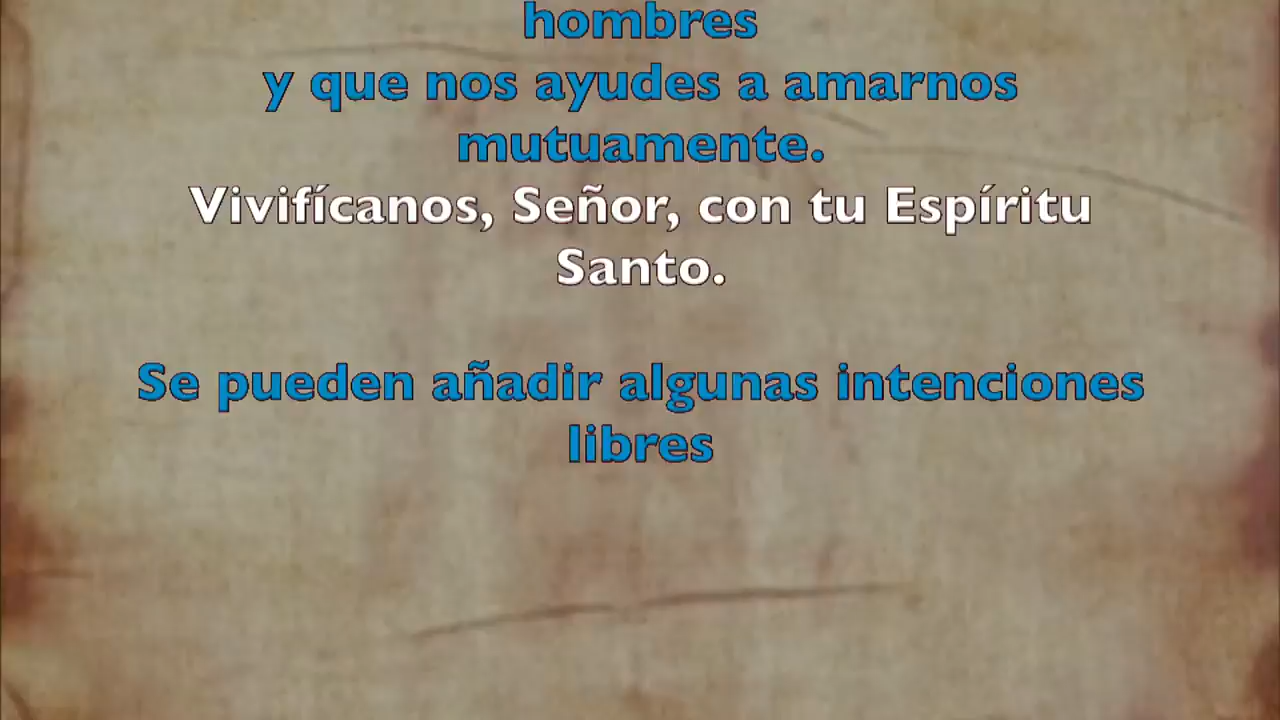 hombres
y que nos ayudes a amarnos
mutuamente.
Vivifícanos, Señor, con tu Espíritu
Santo.
Se pueden añadir algunas intenciones
libres